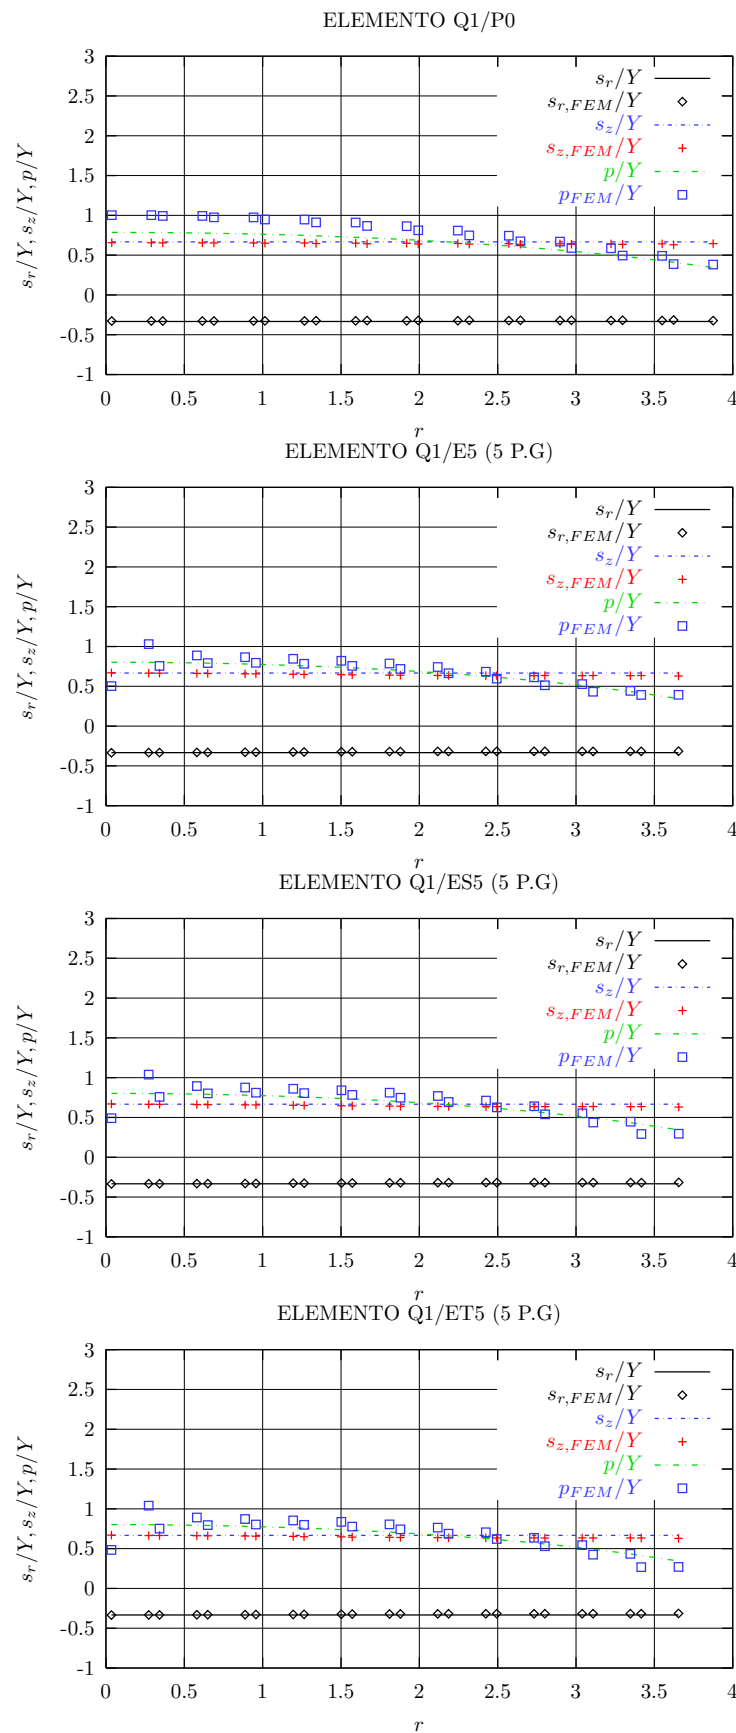 ELEMENTO Q1/P0
3
2.5
2
1.5
1
0.5
0
-0.5
-1
s_r/Y, s_z/Y, p/Y
s_r/Y
s_{r,FEM}/Y
s_z/Y
s_{z,FEM}/Y
p/Y
p_{FEM}/Y
0 0.5 1 1.5 2 2.5 3 3.5 4
r
ELEMENTO Q1/E5 (5 P.G)
3
2.5
2
1.5
1
0.5
0
-0.5
-1
s_r/Y, s_z/Y, p/Y
s_r/Y
s_{r,FEM}/Y
s_z/Y
s_{z,FEM}/Y
p/Y
p_{FEM}/Y
0 0.5 1 1.5 2 2.5 3 3.5 4
r
ELEMENTO Q1/ES5 (5 P.G)
3
2.5
2
1.5
1
0.5
0
-0.5
-1
s_r/Y, s_z/Y, p/Y
s_r/Y
s_{r,FEM}/Y
s_z/Y
s_{z,FEM}/Y
p/Y
p_{FEM}/Y
0 0.5 1 1.5 2 2.5 3 3.5 4
r
ELEMENTO Q1/ET5 (5 P.G)
3
2.5
2
1.5
1
0.5
0
-0.5
-1
s_r/Y, s_z/Y, p/Y
s_r/Y
s_{r,FEM}/Y
s_z/Y
s_{z,FEM}/Y
p/Y
p_{FEM}/Y
0 0.5 1 1.5 2 2.5 3 3.5 4
r